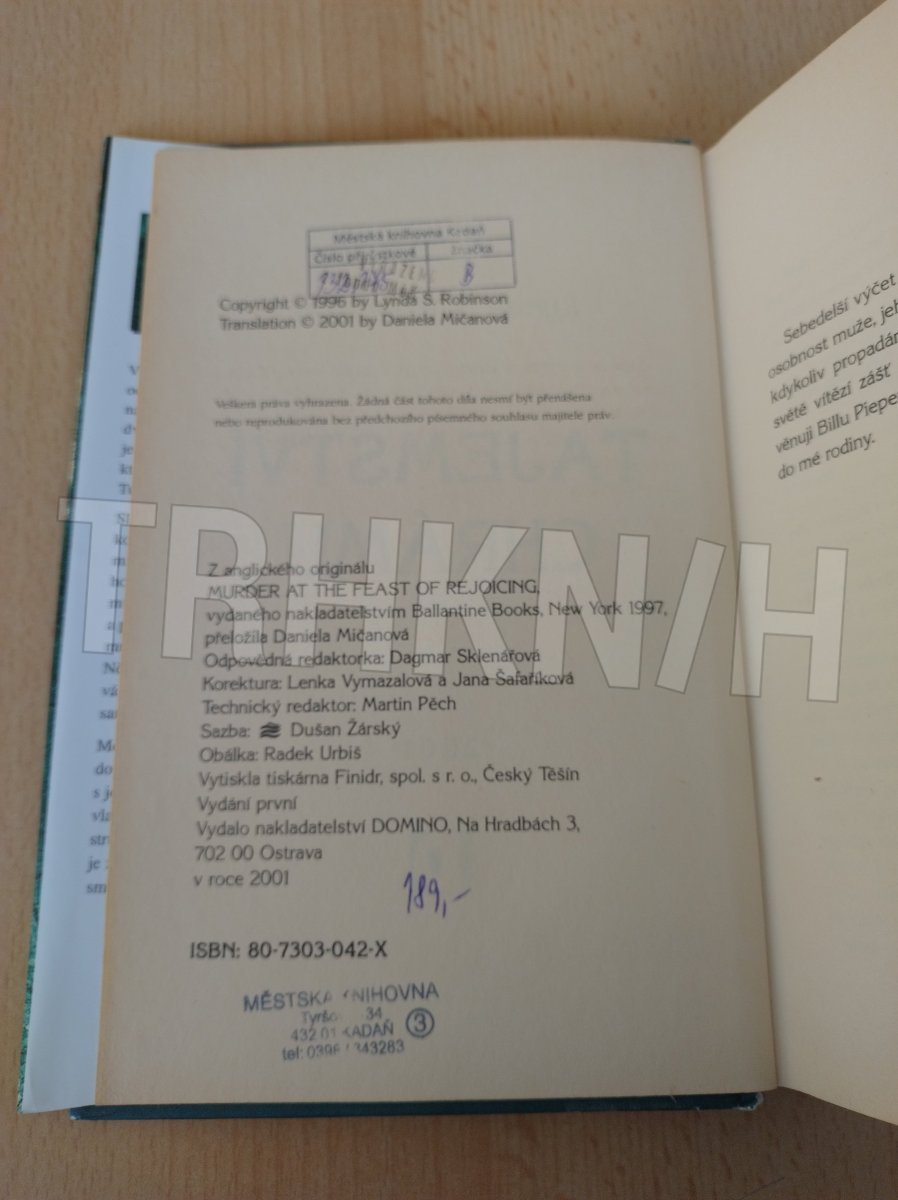 Městská knihovna Kadaň
Číslo přírůstkové
značka
B
Copyright © 1996 by Lynda S. Robinson
Translation © 2001 by Daniela Mičanová
Veškerá práva vyhrazena. Žádná část tohoto díla nesmí být přenášena
nebo reprodukována bez předchozího písemného souhlasu majitele práv.
TRHKN/H
Z anglického originálu
MURDER AT THE FEAST OF REJOICING,
vydaného nakladatelstvím Ballantine Books, New York 1997,
přeložila Daniela Mičanová
Odpovědná redaktorka: Dagmar Sklenářová
Korektura: Lenka Vymazalová a Jana Šafaříková
Technický redaktor: Martin Pěch
Sazba: Dušan Žárský
Obálka: Radek Urbiš
Vytiskla tiskárna Finidr, spol. s r. o., Český Těšín
Vydání první
Vydalo nakladatelství DOMINO, Na Hradbách 3,
702 00 Ostrava
v roce 2001
189,-
ISBN: 80-7303-042-X
MĚSTSKÁ KNIHOVNA
34
432 01 KADAŇ
3
tel: 343283
Sebedelší výčet
osobnost muže, jeh
kdykoliv propadán
světě vítězí zášť
věnuji Billu Piepe
do mé rodiny.